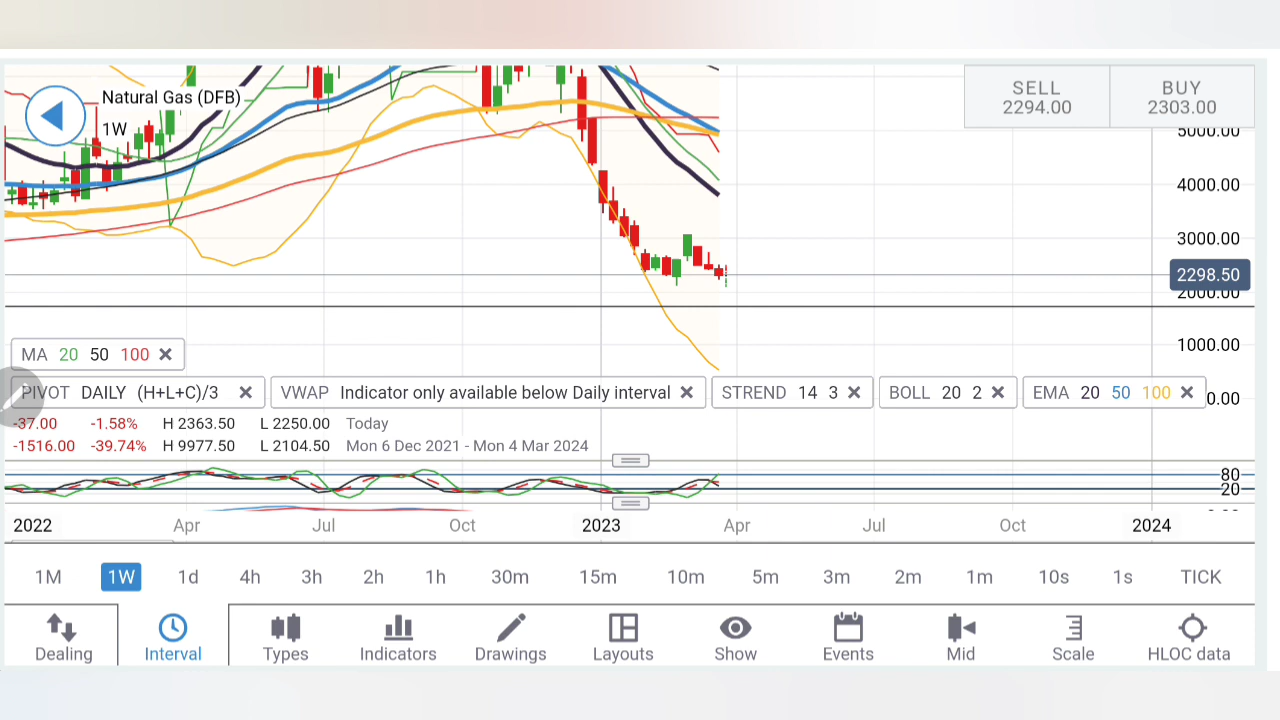 Natural Gas (DFB)
1W
SELL
2294.00
BUY
2303.00
5000.00
4000.00
3000.00
2298.50
2000.00
1000.00
0.00
MA 20 50 100
PIVOT DAILY (H+L+C)/3
VWAP Indicator only available below Daily interval
STREND 14 3
BOLL 20 2
EMA 20 50 100
-37.00 -1.58% H 2363.50 L 2250.00 Today
-1516.00 -39.74% H 9977.50 L 2104.50 Mon 6 Dec 2021 - Mon 4 Mar 2024
80
20
2022 Apr Jul Oct 2023 Apr Jul Oct 2024
1M 1W 1d 4h 3h 2h 1h 30m 15m 10m 5m 3m 2m 1m 10s 1s TICK
Dealing Interval Types Indicators Drawings Layouts Show Events Mid Scale HLOC data